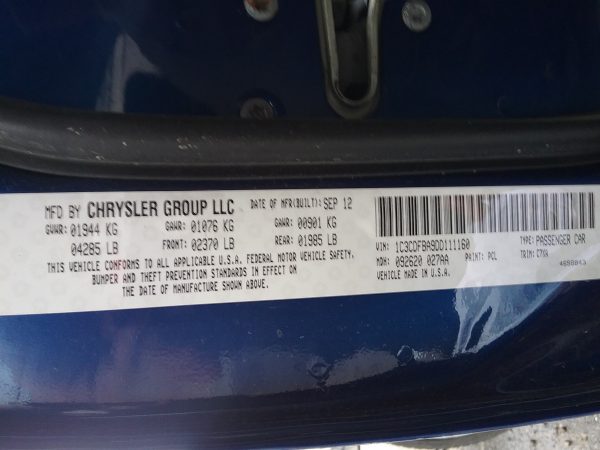 MFD BY CHRYSLER GROUP LLC DATE OF MFR(BUILT): SEP 12
GVWR: 01944 KG GAWR: 01076 KG GAWR: 00901 KG
04285 LB FRONT: 02370 LB REAR: 01985 LB
THIS VEHICLE CONFORMS TO ALL APPLICABLE U.S.A. FEDERAL MOTOR VEHICLE SAFETY,
BUMPER AND THEFT PREVENTION STANDARDS IN EFFECT ON
THE DATE OF MANUFACTURE SHOWN ABOVE.
VIN: 1C3CDFBA9DD111160 TYPE: PASSENGER CAR
MDH: 092620 027AA PAINT: PCL TRIM: C7XA